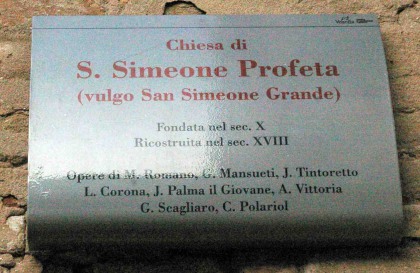 Chiesa di
S. Simeone Profeta
(vulgo San Simeone Grande)
Fondata nel sec. X
Ricostruita nel sec. XVIII
Opere di M. Romano, G. Mansueti, J. Tintoretto
L. Corona, J. Palma il Giovane, A. Vittoria
G. Scagliaro, C. Polariol